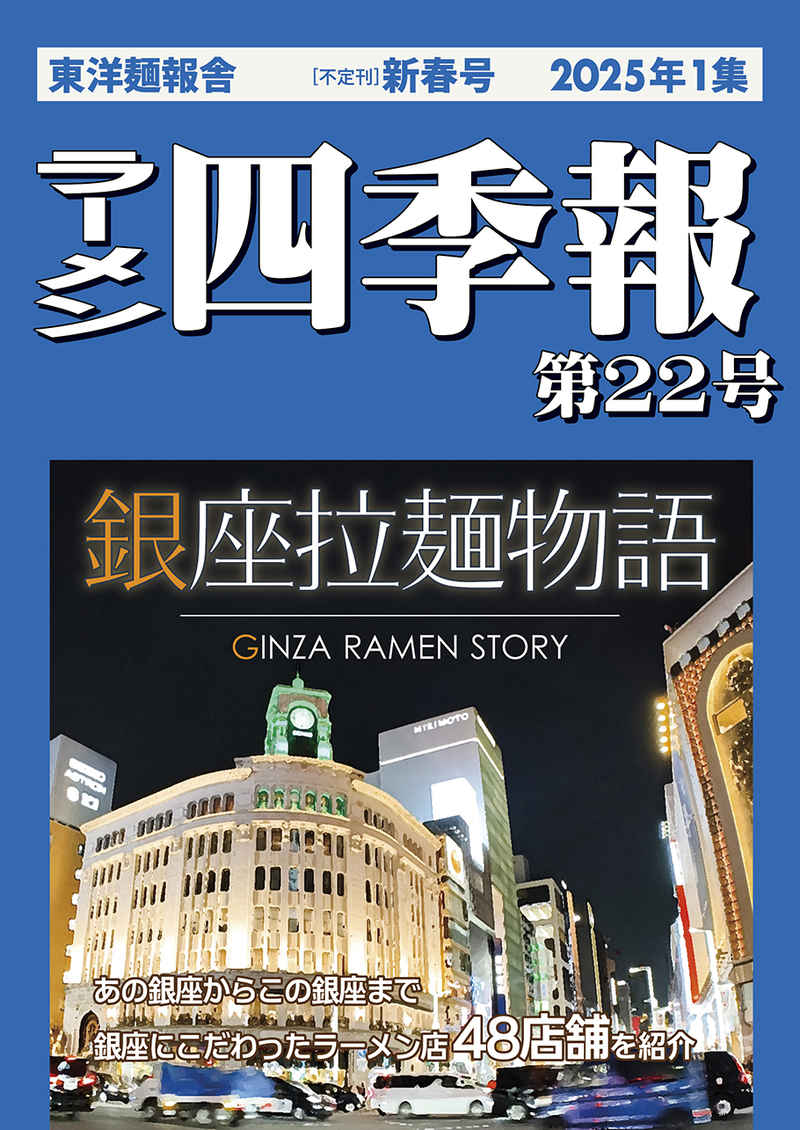 東洋麺報舎 [不定刊]新春号 2025年1集
ラーメン四季報
第22号
銀座拉麺物語
GINZA RAMEN STORY
MIKIMOTO
SEIKO
ASTRON
あの銀座からこの銀座まで
銀座にこだわったラーメン店48店舗を紹介